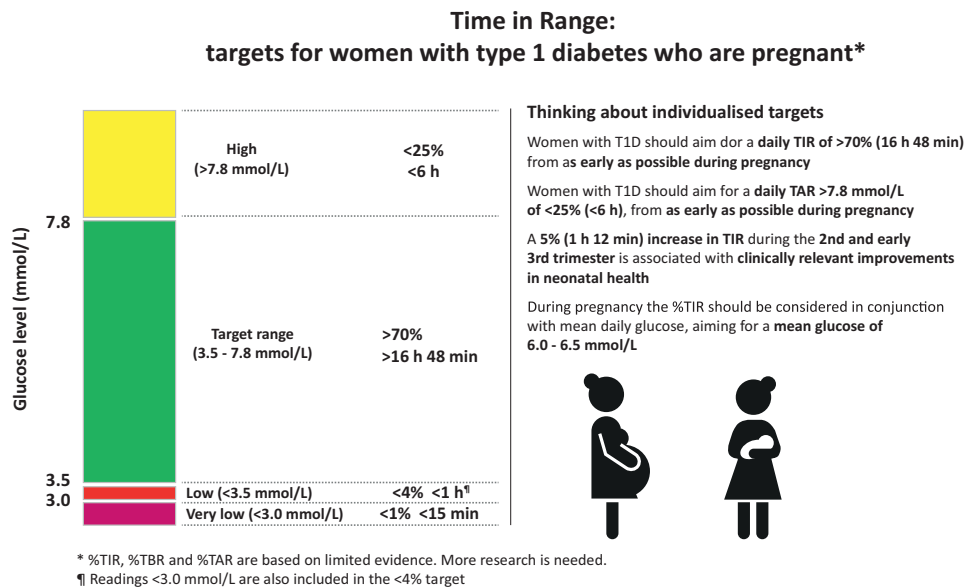 Time in Range:
targets for women with type 1 diabetes who are pregnant*
Glucose level (mmol/L)
7.8
3.5
3.0
High
(>7.8 mmol/L)
<25%
<6 h
Target range
(3.5 - 7.8 mmol/L)
>70%
>16 h 48 min
Low (<3.5 mmol/L) <4% <1 h¶
Very low (<3.0 mmol/L) <1% <15 min
Thinking about individualised targets
Women with T1D should aim dor a daily TIR of >70% (16 h 48 min)
from as early as possible during pregnancy
Women with T1D should aim for a daily TAR >7.8 mmol/L
of <25% (<6 h), from as early as possible during pregnancy
A 5% (1 h 12 min) increase in TIR during the 2nd and early
3rd trimester is associated with clinically relevant improvements
in neonatal health
During pregnancy the %TIR should be considered in conjunction
with mean daily glucose, aiming for a mean glucose of
6.0 - 6.5 mmol/L
* %TIR, %TBR and %TAR are based on limited evidence. More research is needed.
¶ Readings <3.0 mmol/L are also included in the <4% target